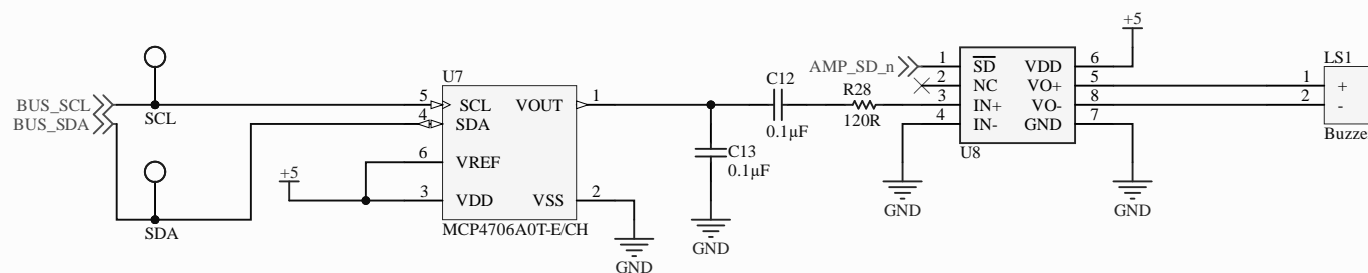 +5
LS1
AMP_SD_n
1
SD
VDD
6
U7
C12
2
NC
VO+
5
1
+
R28
BUS_SCL
5
SCL
VOUT
1
3
IN+
VO-
8
2
-
BUS_SDA
SCL
4
SDA
0.1µF
120R
4
IN-
GND
7
Buzze
U8
C13
0.1µF
6
VREF
+5
3
VDD
VSS
2
GND
GND
SDA
MCP4706A0T-E/CH
GND
GND